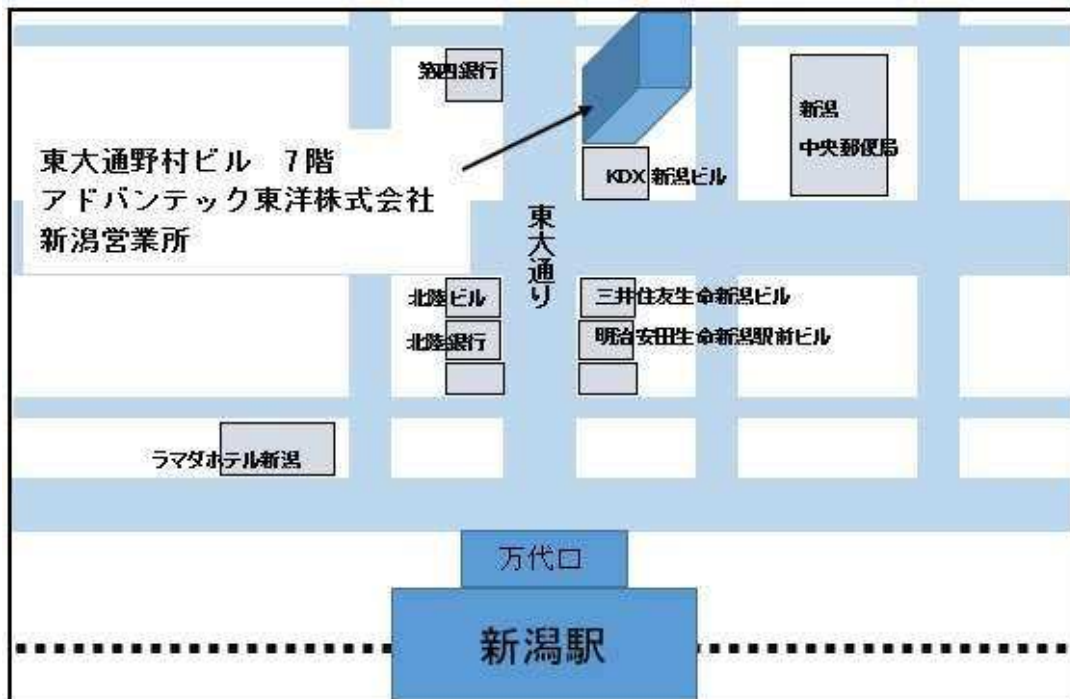 第四銀行
新潟
中央郵便局
東大通野村ビル 7階
アドバンテック東洋株式会社
新潟営業所
KDX 新潟ビル
東大通り
北陸ビル
三井住友生命新潟ビル
北陸銀行
明治安田生命新潟駅前ビル
ラマダホテル新潟
万代口
新潟駅